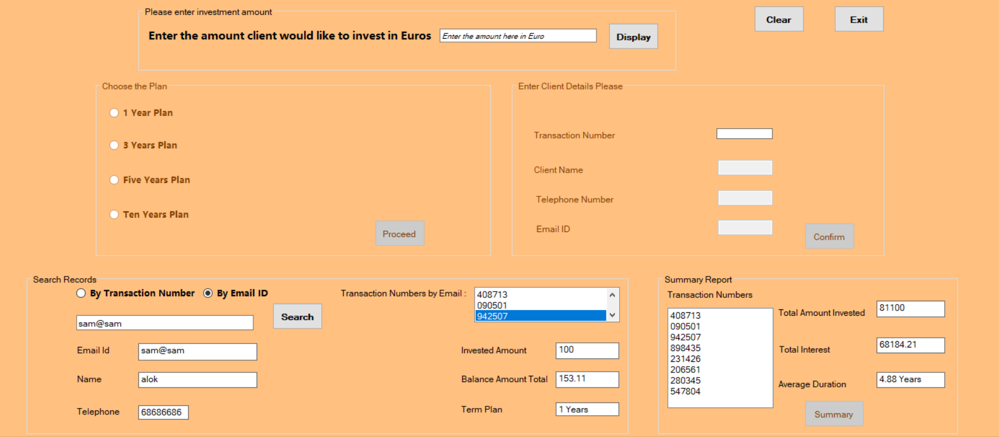 Please enter investment amount
Enter the amount client would like to invest in Euros
Enter the amount here in Euro
Display
Clear
Exit
Choose the Plan
1 Year Plan
3 Years Plan
Five Years Plan
Ten Years Plan
Proceed
Enter Client Details Please
Transaction Number
Client Name
Telephone Number
Email ID
Confirm
Search Records
By Transaction Number
By Email ID
sam@sam
Search
Transaction Numbers by Email :
408713
090501
942507
Email Id
sam@sam
Name
alok
Telephone
68686686
Invested Amount
100
Balance Amount Total
153.11
Term Plan
1 Years
Summary Report
Transaction Numbers
408713
090501
942507
898435
231426
206561
280345
547804
Total Amount Invested
81100
Total Interest
68184.21
Average Duration
4.88 Years
Summary